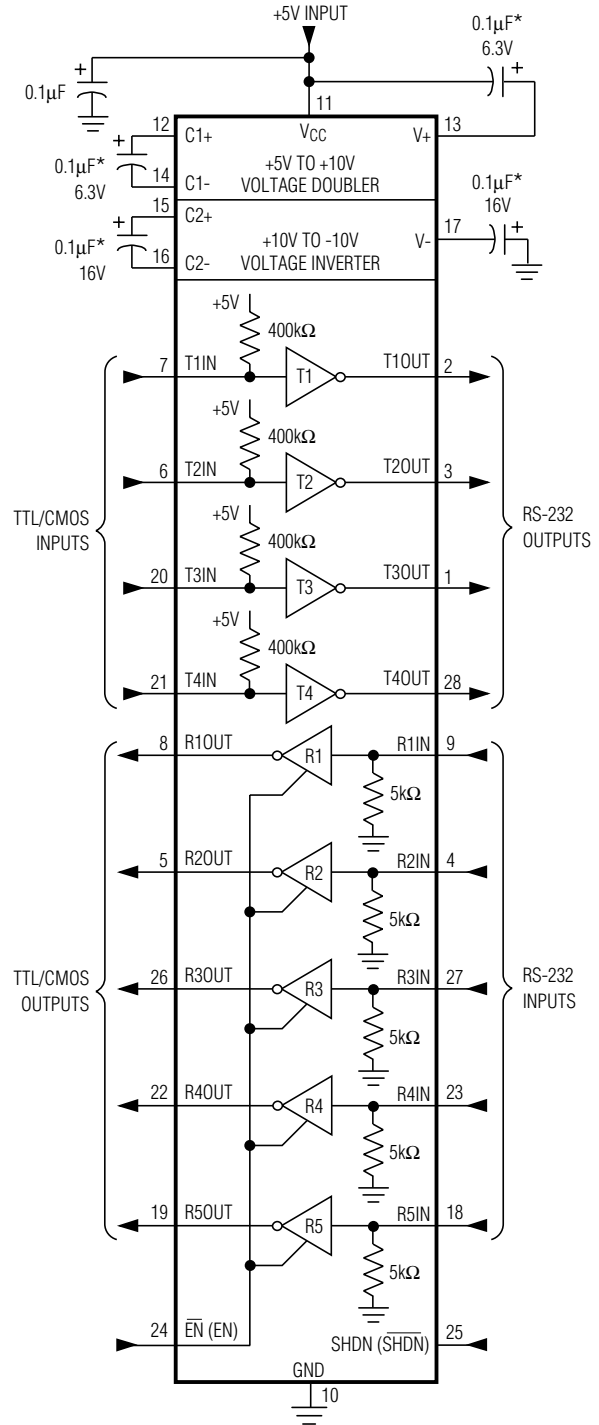 +5V INPUT
0.1µF*
6.3V
+
+
0.1µF
11
12
C1+
VCC
V+
13
+
0.1µF*
6.3V
14
C1-
+5V TO +10V
VOLTAGE DOUBLER
15
C2+
+
0.1µF*
16V
16
C2-
+10V TO -10V
VOLTAGE INVERTER
V-
17
0.1µF*
16V
+
+5V
400kΩ
7
T1IN
T1
T1OUT
2
+5V
400kΩ
6
T2IN
T2
T2OUT
3
TTL/CMOS
INPUTS
RS-232
OUTPUTS
+5V
400kΩ
20
T3IN
T3
T3OUT
1
+5V
400kΩ
21
T4IN
T4
T4OUT
28
8
R1OUT
R1
R1IN
9
5kΩ
5
R2OUT
R2
R2IN
4
5kΩ
TTL/CMOS
OUTPUTS
RS-232
INPUTS
26
R3OUT
R3
R3IN
27
5kΩ
22
R4OUT
R4
R4IN
23
5kΩ
19
R5OUT
R5
R5IN
18
5kΩ
24
E̅N̅ (EN)
SHDN (S̅H̅D̅N̅)
25
GND
10